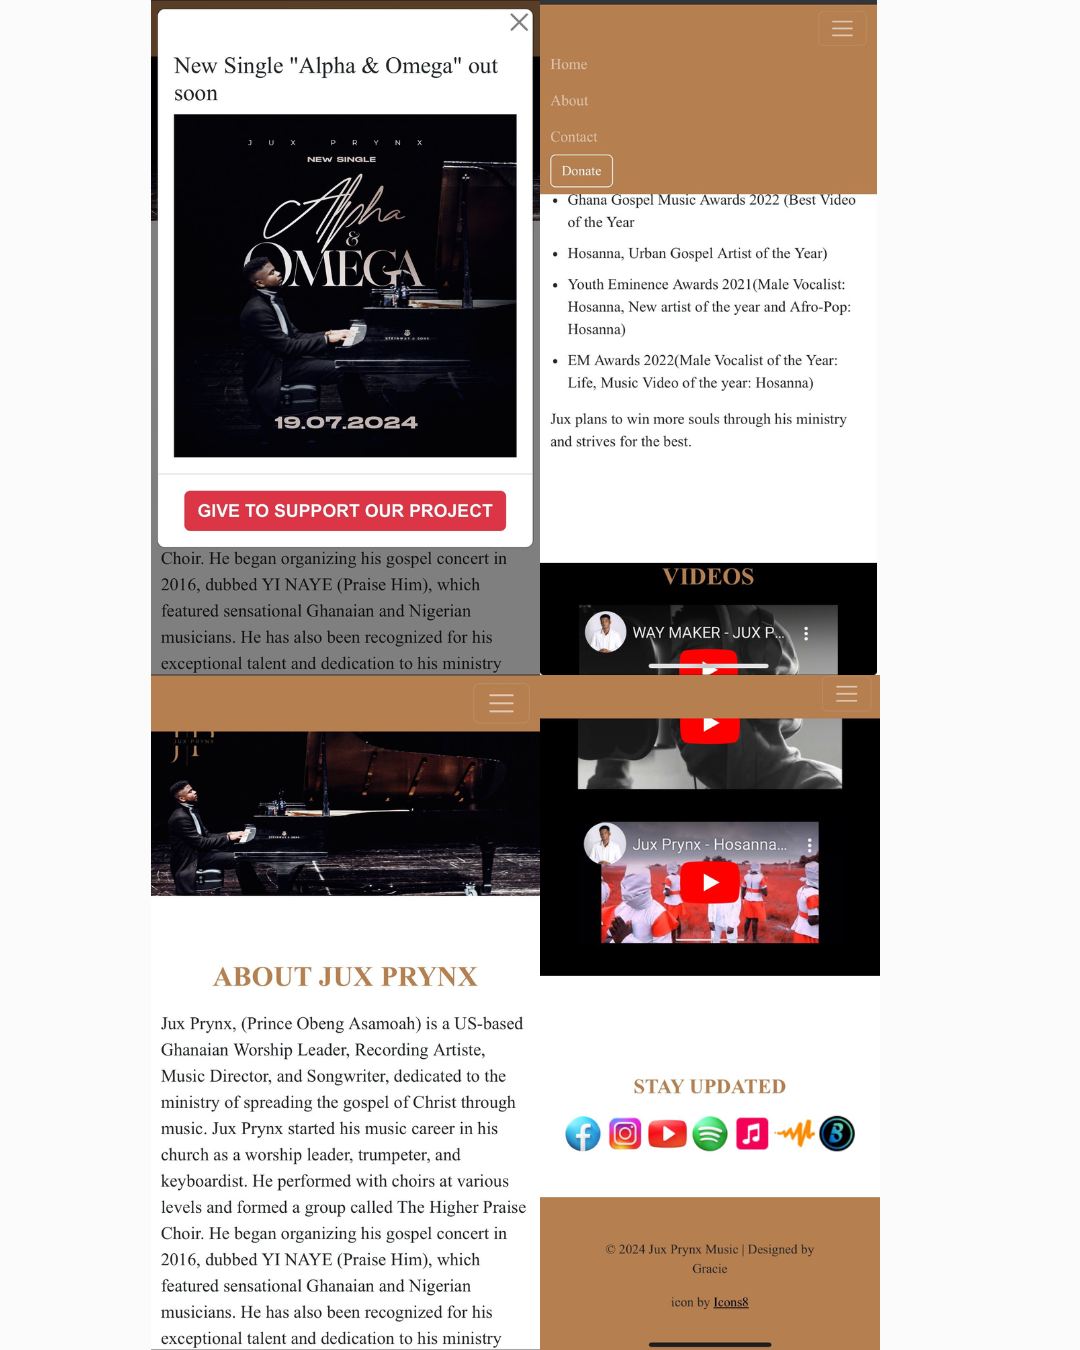 New Single "Alpha & Omega" out
soon
JUX PRYNX
NEW SINGLE
Alpha
&
OMEGA
STEINWAY & SONS
19.07.2024
GIVE TO SUPPORT OUR PROJECT
Choir. He began organizing his gospel concert in
2016, dubbed YI NAYE (Praise Him), which
featured sensational Ghanaian and Nigerian
musicians. He has also been recognized for his
exceptional talent and dedication to his ministry
Home
About
Contact
Donate
• Ghana Gospel Music Awards 2022 (Best Video
of the Year
• Hosanna, Urban Gospel Artist of the Year)
• Youth Eminence Awards 2021(Male Vocalist:
Hosanna, New artist of the year and Afro-Pop:
Hosanna)
• EM Awards 2022(Male Vocalist of the Year:
Life, Music Video of the year: Hosanna)
Jux plans to win more souls through his ministry
and strives for the best.
VIDEOS
WAY MAKER - JUX P...
JUX PRYNX
STEINWAY & SONS
ABOUT JUX PRYNX
Jux Prynx, (Prince Obeng Asamoah) is a US-based
Ghanaian Worship Leader, Recording Artiste,
Music Director, and Songwriter, dedicated to the
ministry of spreading the gospel of Christ through
music. Jux Prynx started his music career in his
church as a worship leader, trumpeter, and
keyboardist. He performed with choirs at various
levels and formed a group called The Higher Praise
Choir. He began organizing his gospel concert in
2016, dubbed YI NAYE (Praise Him), which
featured sensational Ghanaian and Nigerian
musicians. He has also been recognized for his
exceptional talent and dedication to his ministry
Jux Prynx - Hosanna...
STAY UPDATED
© 2024 Jux Prynx Music | Designed by
Gracie
icon by Icons8